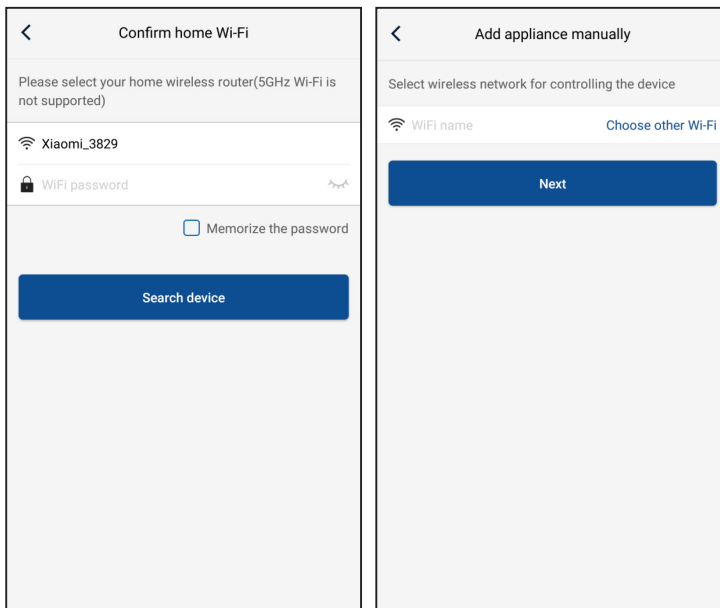 Confirm home Wi-Fi
Please select your home wireless router(5GHz Wi-Fi is
not supported)
Xiaomi_3829
WiFi password
Memorize the password
Search device
Add appliance manually
Select wireless network for controlling the device
WiFi name
Choose other Wi-Fi
Next